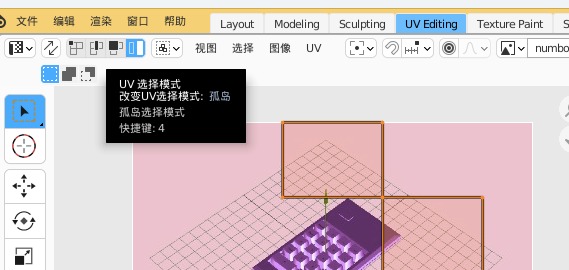 文件 编辑 渲染 窗口 帮助 Layout Modeling Sculpting UV Editing Texture Paint
视图 选择 图像 UV numbo
UV 选择模式
改变UV选择模式: 孤岛
孤岛选择模式
快捷键: 4